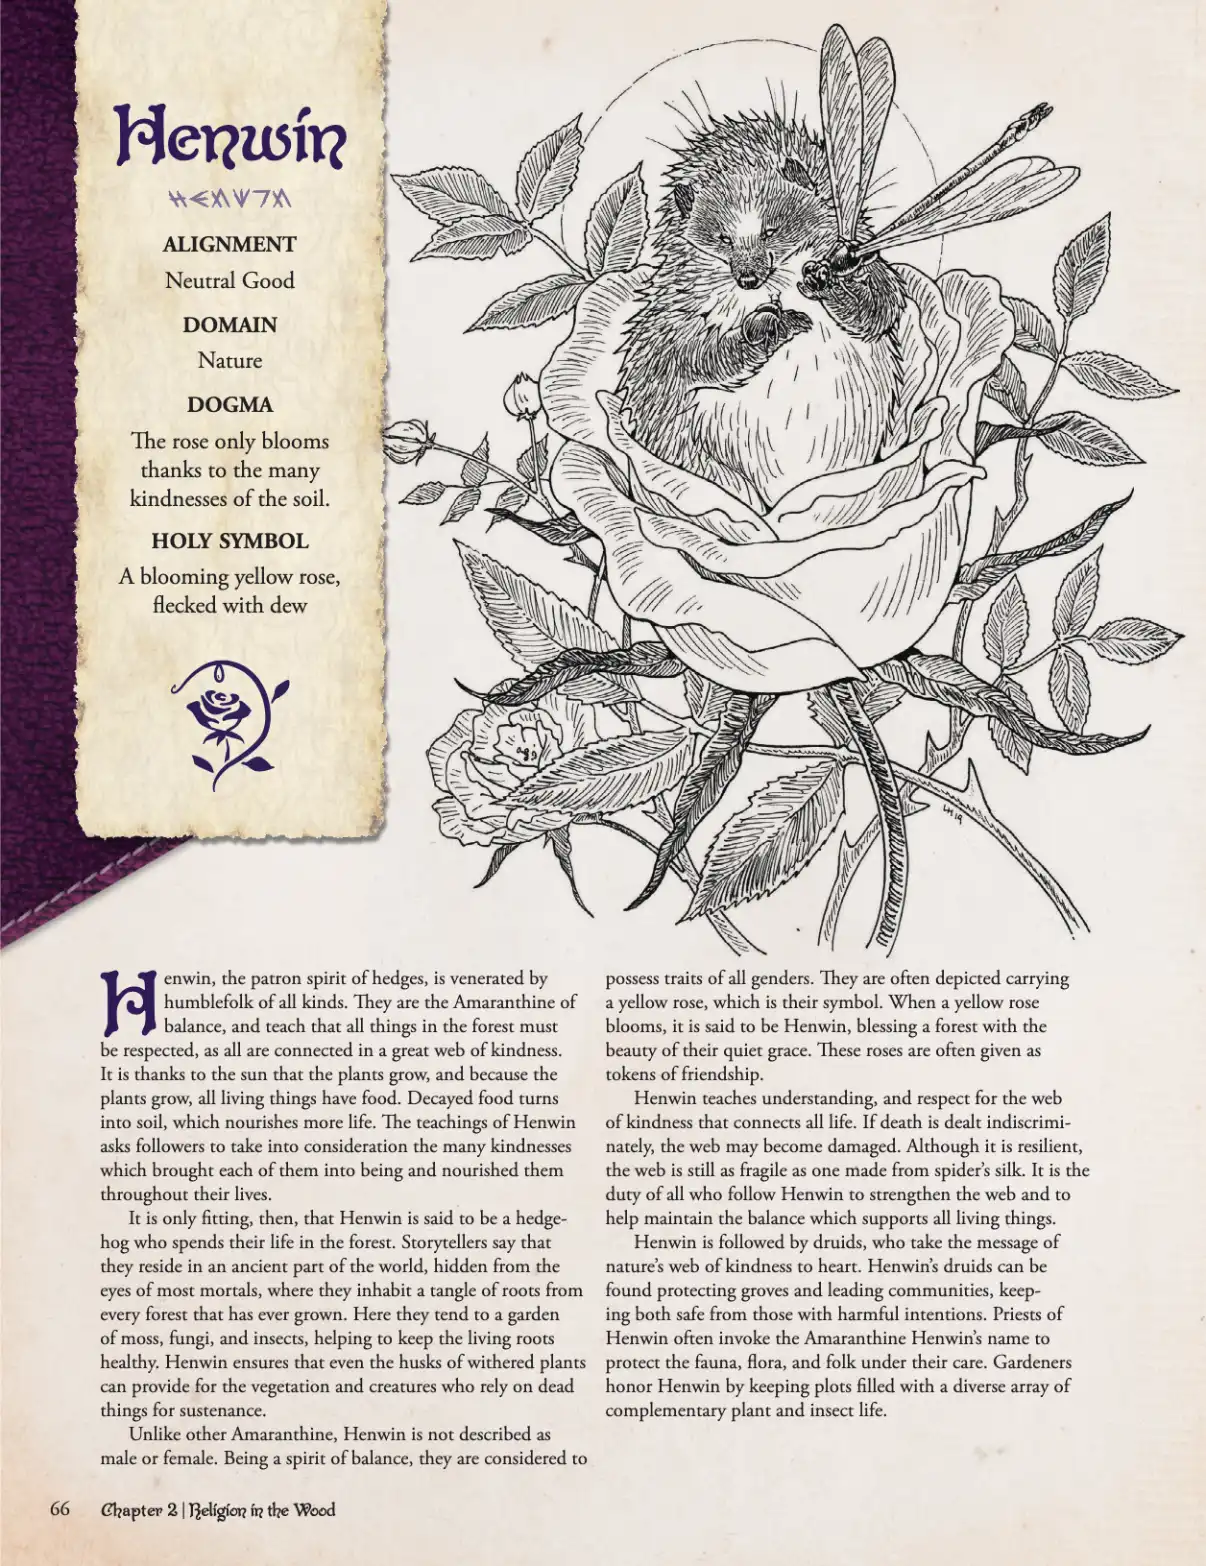 Henwin
ALIGNMENT
Neutral Good
DOMAIN
Nature
DOGMA
The rose only blooms
thanks to the many
kindnesses of the soil.
HOLY SYMBOL
A blooming yellow rose,
flecked with dew
Henwin, the patron spirit of hedges, is venerated by
humblefolk of all kinds. They are the Amaranthine of
balance, and teach that all things in the forest must
be respected, as all are connected in a great web of kindness.
It is thanks to the sun that the plants grow, and because the
plants grow, all living things have food. Decayed food turns
into soil, which nourishes more life. The teachings of Henwin
asks followers to take into consideration the many kindnesses
which brought each of them into being and nourished them
throughout their lives.
It is only fitting, then, that Henwin is said to be a hedge-
hog who spends their life in the forest. Storytellers say that
they reside in an ancient part of the world, hidden from the
eyes of most mortals, where they inhabit a tangle of roots from
every forest that has ever grown. Here they tend to a garden
of moss, fungi, and insects, helping to keep the living roots
healthy. Henwin ensures that even the husks of withered plants
can provide for the vegetation and creatures who rely on dead
things for sustenance.
Unlike other Amaranthine, Henwin is not described as
male or female. Being a spirit of balance, they are considered to
possess traits of all genders. They are often depicted carrying
a yellow rose, which is their symbol. When a yellow rose
blooms, it is said to be Henwin, blessing a forest with the
beauty of their quiet grace. These roses are often given as
tokens of friendship.
Henwin teaches understanding, and respect for the web
of kindness that connects all life. If death is dealt indiscrimi-
nately, the web may become damaged. Although it is resilient,
the web is still as fragile as one made from spider's silk. It is the
duty of all who follow Henwin to strengthen the web and to
help maintain the balance which supports all living things.
Henwin is followed by druids, who take the message of
nature's web of kindness to heart. Henwin's druids can be
found protecting groves and leading communities, keep-
ing both safe from those with harmful intentions. Priests of
Henwin often invoke the Amaranthine Henwin's name to
protect the fauna, flora, and folk under their care. Gardeners
honor Henwin by keeping plots filled with a diverse array of
complementary plant and insect life.
66 Chapter 2 | Religion in the Wood